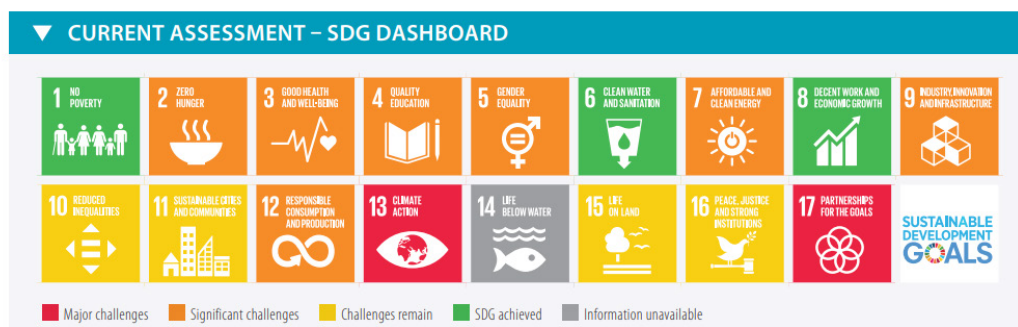 ▼ CURRENT ASSESSMENT – SDG DASHBOARD
1 NO
POVERTY
2 ZERO
HUNGER
3 GOOD HEALTH
AND WELL-BEING
4 QUALITY
EDUCATION
5 GENDER
EQUALITY
6 CLEAN WATER
AND SANITATION
7 AFFORDABLE AND
CLEAN ENERGY
8 DECENT WORK AND
ECONOMIC GROWTH
9 INDUSTRY, INNOVATION
AND INFRASTRUCTURE
10 REDUCED
INEQUALITIES
11 SUSTAINABLE CITIES
AND COMMUNITIES
12 RESPONSIBLE
CONSUMPTION
AND PRODUCTION
13 CLIMATE
ACTION
14 LIFE
BELOW WATER
15 LIFE
ON LAND
16 PEACE, JUSTICE
AND STRONG
INSTITUTIONS
17 PARTNERSHIPS
FOR THE GOALS
SUSTAINABLE
DEVELOPMENT
GOALS
Major challenges Significant challenges Challenges remain SDG achieved Information unavailable